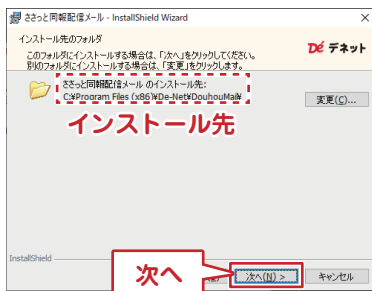 ささっと同報配信メール - InstallShield Wizard
インストール先のフォルダ
このフォルダにインストールする場合は、「次へ」をクリックしてください。
別のフォルダにインストールする場合は、「変更」をクリックします。
De デネット
ささっと同報配信メール のインストール先:
C:¥Program Files (x86)¥De-Net¥DouhouMail¥
変更(C)...
インストール先
InstallShield
次へ
次へ(N) >
キャンセル